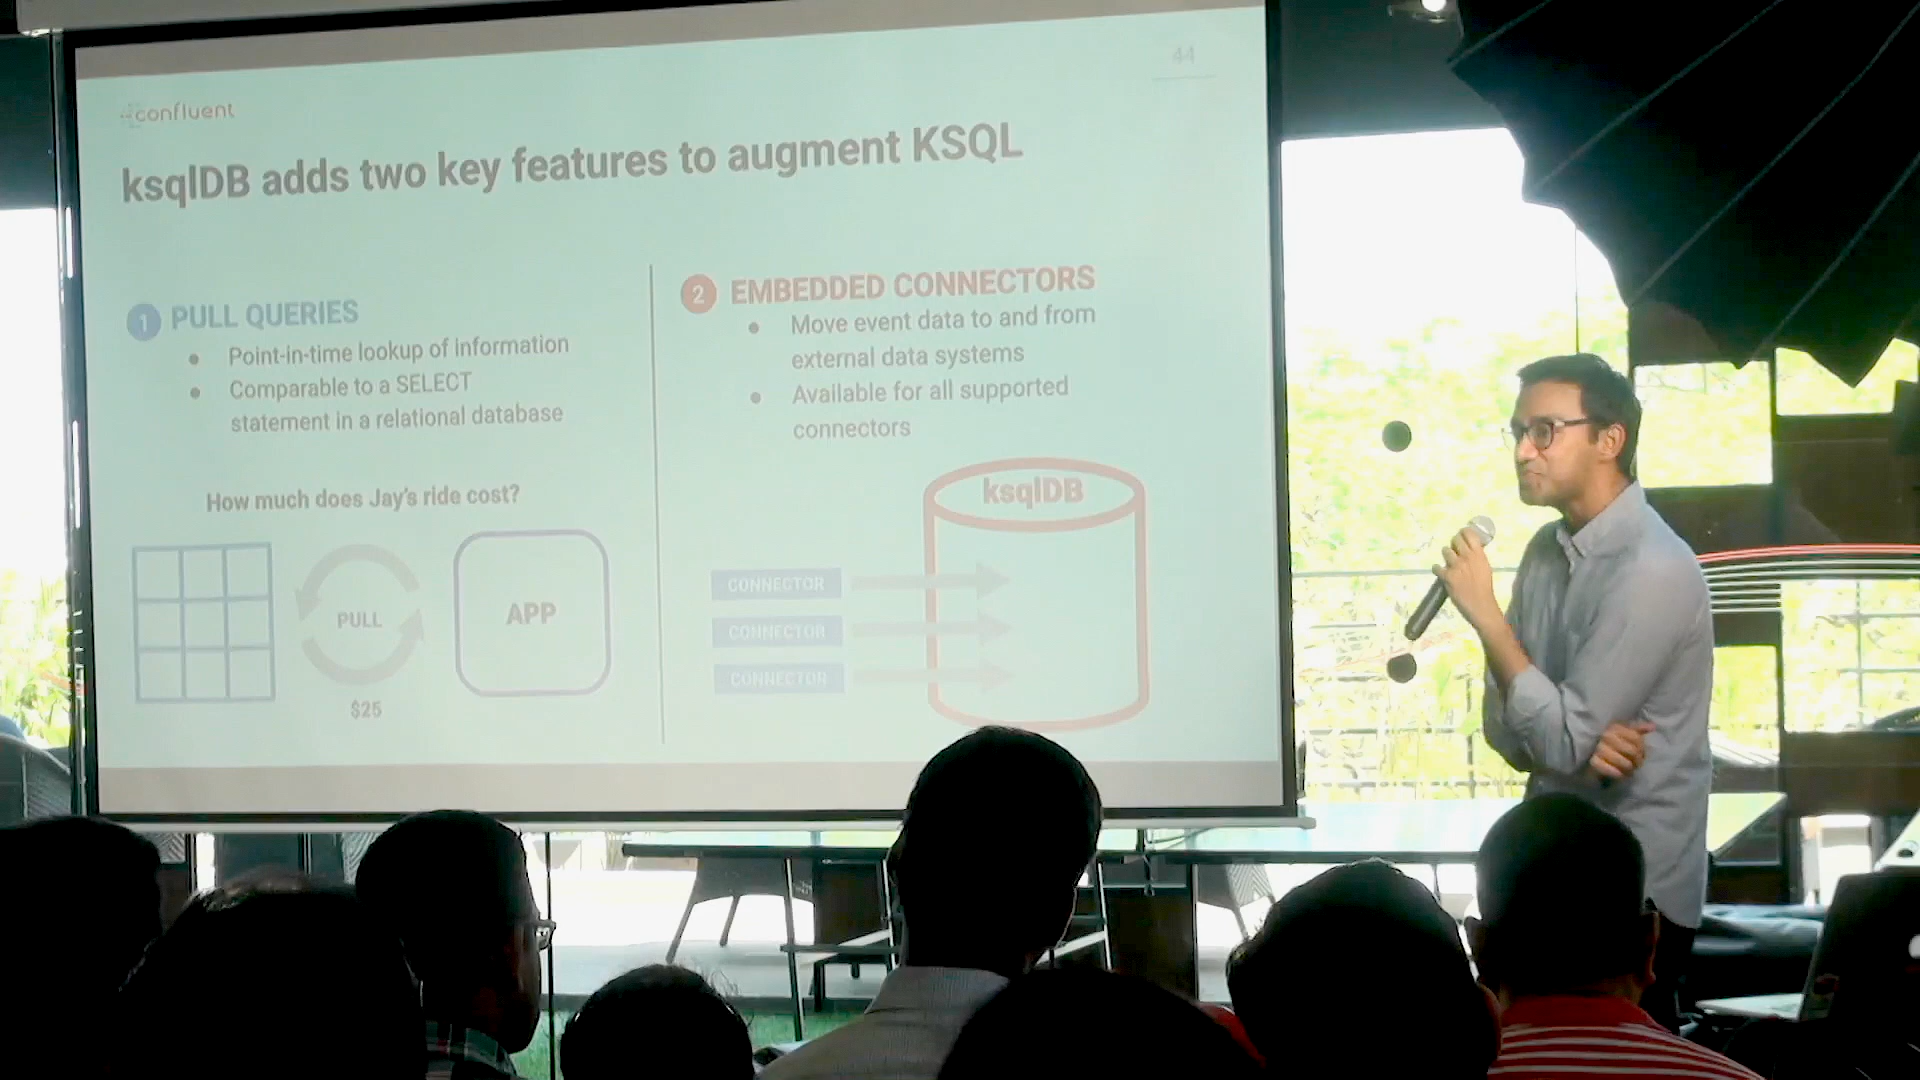 44
confluent
ksqlDB adds two key features to augment KSQL
1 PULL QUERIES
• Point-in-time lookup of information
• Comparable to a SELECT
statement in a relational database
How much does Jay's ride cost?
PULL
APP
$25
2 EMBEDDED CONNECTORS
• Move event data to and from
external data systems
• Available for all supported
connectors
ksqlDB
CONNECTOR
CONNECTOR
CONNECTOR